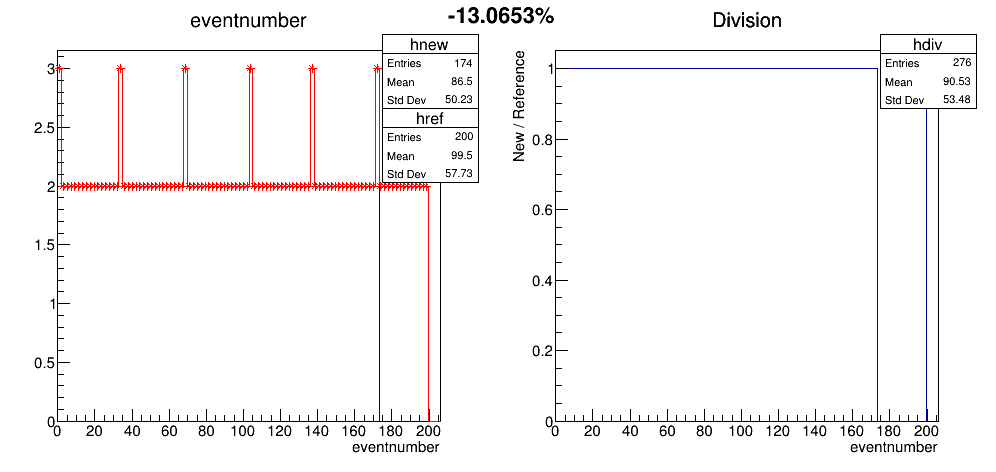 -13.0653%
eventnumber
hnew
Entries 174
Mean 86.5
Std Dev 50.23
href
Entries 200
Mean 99.5
Std Dev 57.73
3
2.5
2
1.5
1
0.5
0
0 20 40 60 80 100 120 140 160 180 200
eventnumber
Division
hdiv
Entries 276
Mean 90.53
Std Dev 53.48
New / Reference
1
0.8
0.6
0.4
0.2
0
0 20 40 60 80 100 120 140 160 180 200
eventnumber